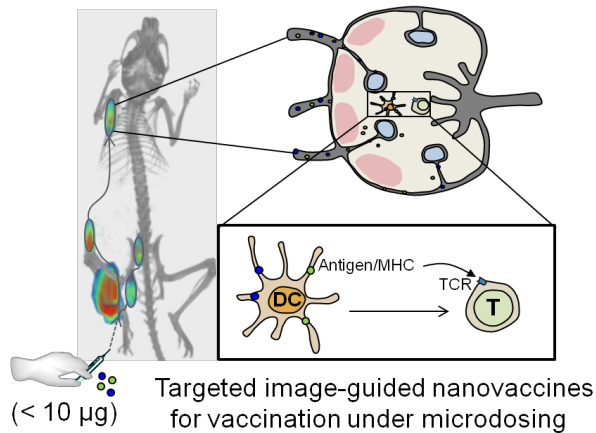 Antigen/MHC
TCR
DC
T
(< 10 µg)
Targeted image-guided nanovaccines
for vaccination under microdosing